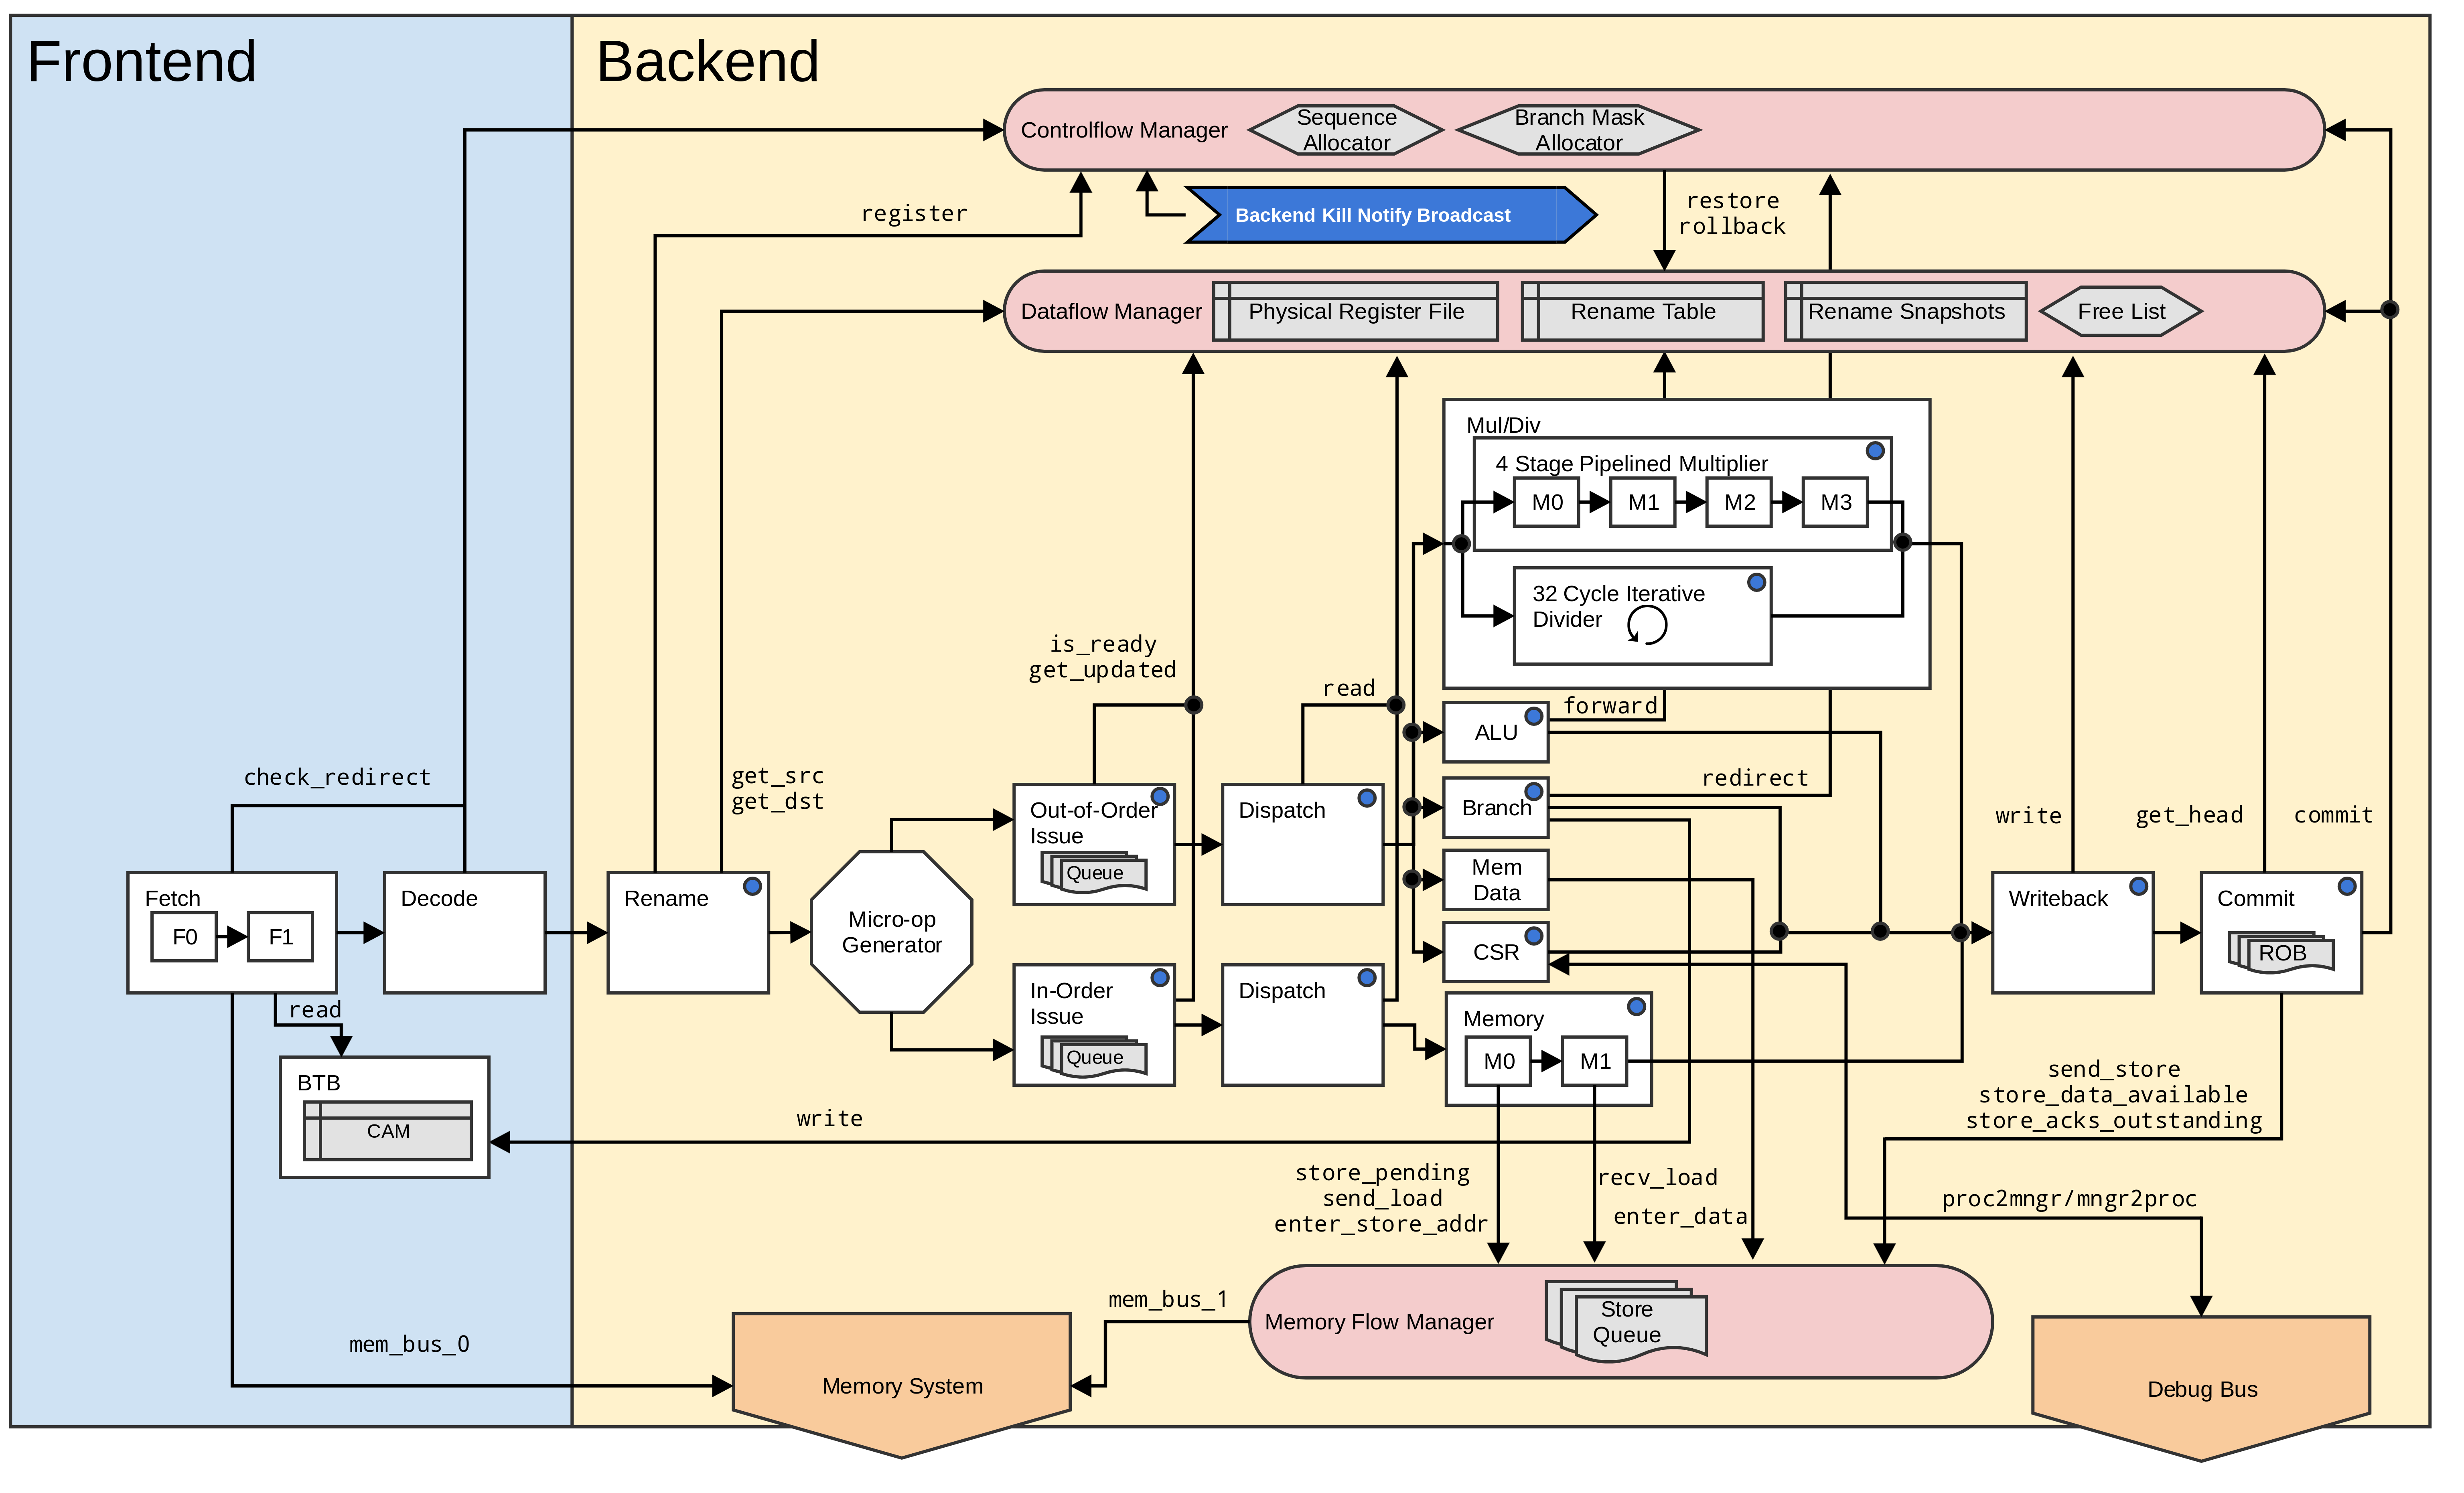 Frontend
Backend
Controlflow Manager
Sequence
Allocator
Branch Mask
Allocator
register
Backend Kill Notify Broadcast
restore
rollback
Dataflow Manager
Physical Register File
Rename Table
Rename Snapshots
Free List
Mul/Div
4 Stage Pipelined Multiplier
M0
M1
M2
M3
32 Cycle Iterative
Divider
is_ready
get_updated
read
forward
ALU
check_redirect
get_src
get_dst
redirect
Branch
write
get_head
commit
Out-of-Order
Issue
Queue
Dispatch
Mem
Data
Fetch
F0
F1
Decode
Rename
Micro-op
Generator
CSR
Writeback
Commit
ROB
In-Order
Issue
Queue
Dispatch
Memory
M0
M1
read
BTB
CAM
write
send_store
store_data_available
store_acks_outstanding
store_pending
send_load
enter_store_addr
recv_load
enter_data
proc2mngr/mngr2proc
mem_bus_1
Memory Flow Manager
Store
Queue
mem_bus_0
Memory System
Debug Bus